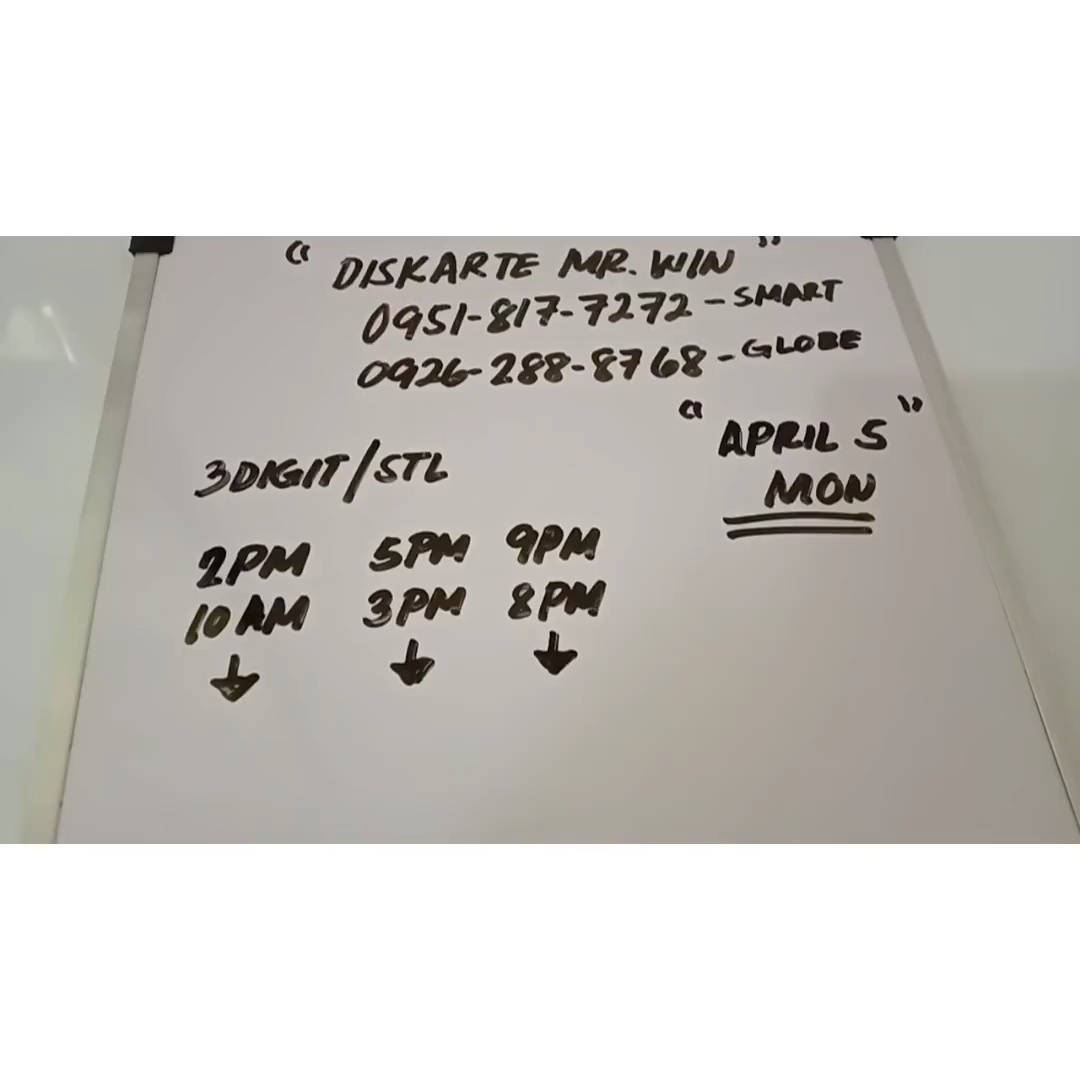 "DISKARTE MR. WIN"
0951-817-7272-SMART
0926-288-8768-GLOBE
"APRIL 5"
MON
3DIGIT/STL
2PM 5PM 9PM
10AM 3PM 8PM